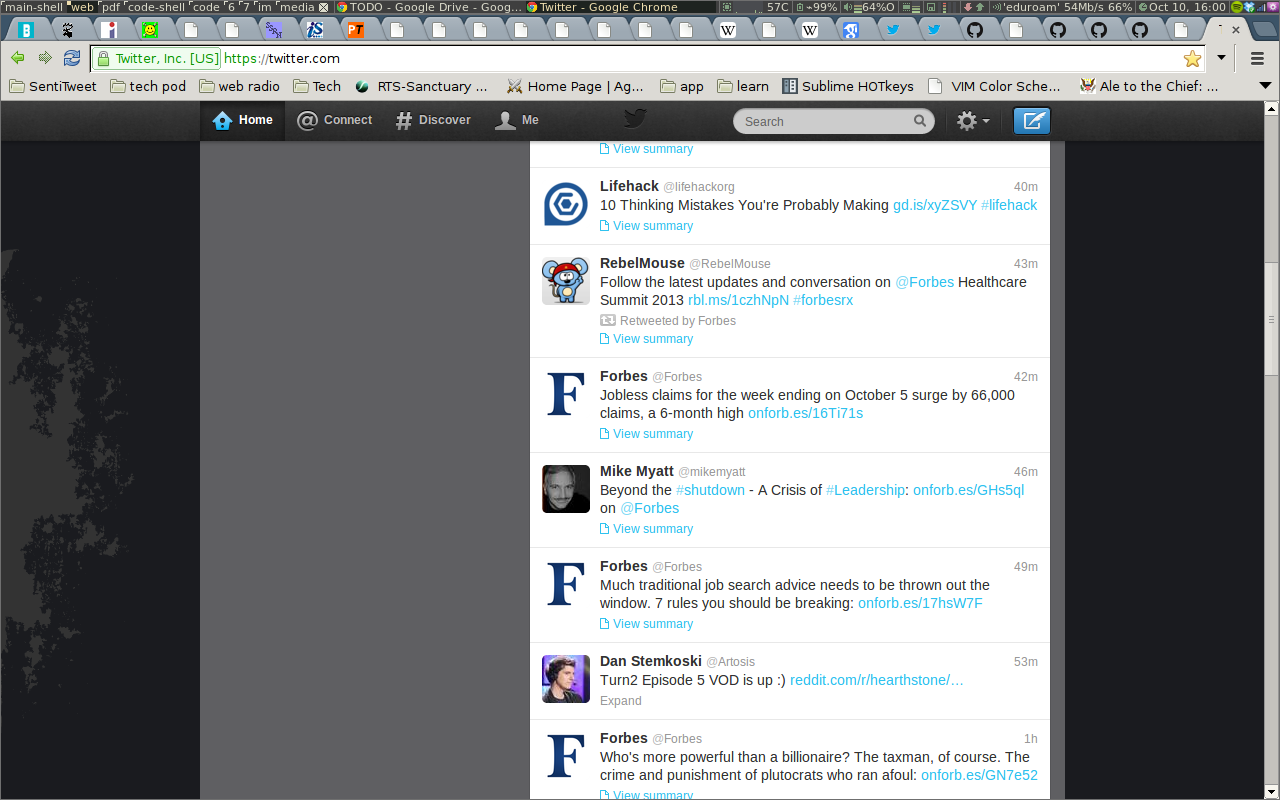 main-shell web pdf code-shell code 6 7 im media TODO - Google Drive - Goog... Twitter - Google Chrome 57C 99% 64% 'eduroam' 54Mb/s 66% Oct 10, 16:00
Twitter, Inc. [US] https://twitter.com
SentiTweet tech pod web radio Tech RTS-Sanctuary ... Home Page | Ag... app learn Sublime HOTkeys VIM Color Sche... Ale to the Chief: ...
Home Connect Discover Me Search
View summary
Lifehack @lifehackorg 40m
10 Thinking Mistakes You're Probably Making gd.is/xyZSVY #lifehack
View summary
RebelMouse @RebelMouse 43m
Follow the latest updates and conversation on @Forbes Healthcare
Summit 2013 rbl.ms/1czhNpN #forbesrx
Retweeted by Forbes
View summary
Forbes @Forbes 42m
Jobless claims for the week ending on October 5 surge by 66,000
claims, a 6-month high onforb.es/16Ti71s
View summary
Mike Myatt @mikemyatt 46m
Beyond the #shutdown - A Crisis of #Leadership: onforb.es/GHs5ql
on @Forbes
View summary
Forbes @Forbes 49m
Much traditional job search advice needs to be thrown out the
window. 7 rules you should be breaking: onforb.es/17hsW7F
View summary
Dan Stemkoski @Artosis 53m
Turn2 Episode 5 VOD is up :) reddit.com/r/hearthstone/…
Expand
Forbes @Forbes 1h
Who's more powerful than a billionaire? The taxman, of course. The
crime and punishment of plutocrats who ran afoul: onforb.es/GN7e52
View summary